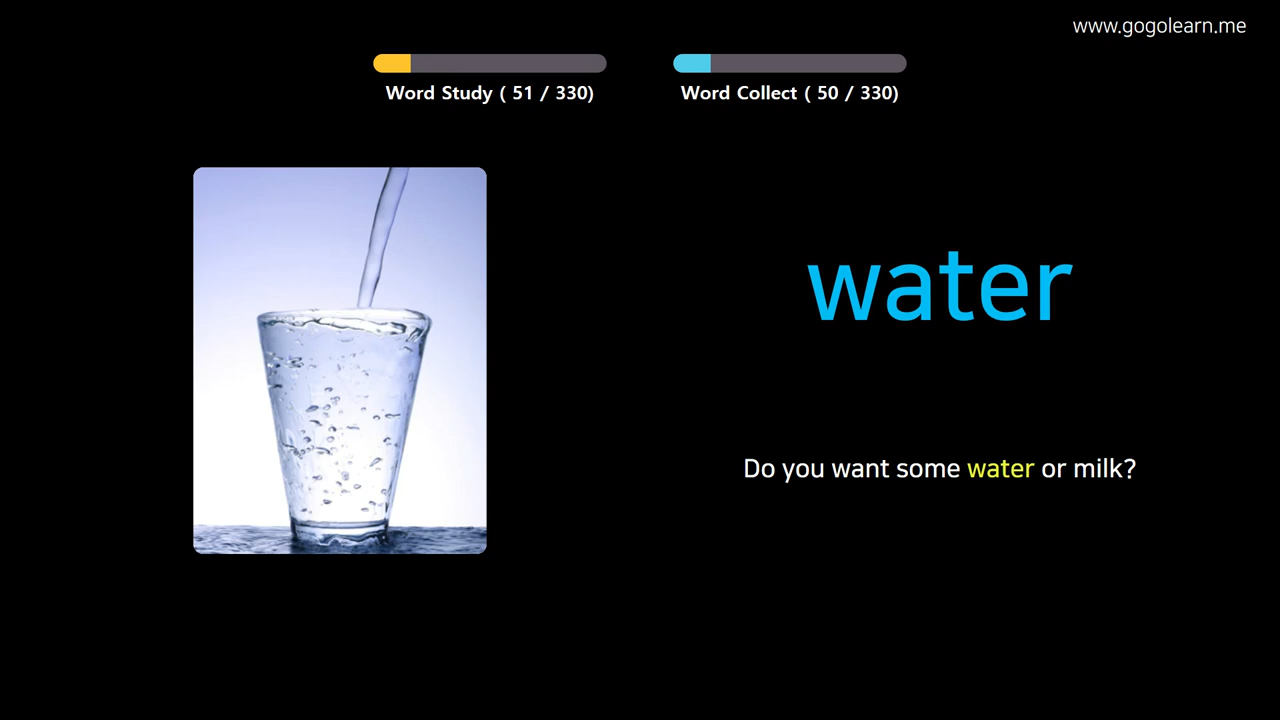 www.gogolearn.me
Word Study ( 51 / 330)
Word Collect ( 50 / 330)
water
Do you want some water or milk?